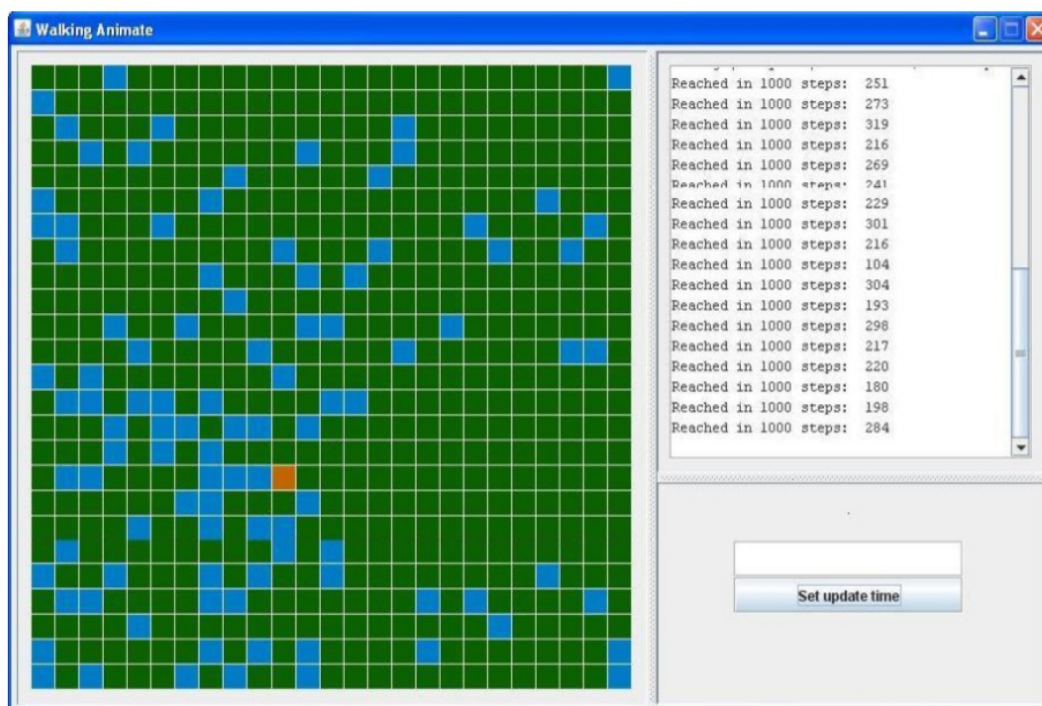 Walking Animate
Reached in 1000 steps: 251
Reached in 1000 steps: 273
Reached in 1000 steps: 319
Reached in 1000 steps: 216
Reached in 1000 steps: 269
Reached in 1000 steps: 241
Reached in 1000 steps: 229
Reached in 1000 steps: 301
Reached in 1000 steps: 216
Reached in 1000 steps: 104
Reached in 1000 steps: 304
Reached in 1000 steps: 193
Reached in 1000 steps: 298
Reached in 1000 steps: 217
Reached in 1000 steps: 220
Reached in 1000 steps: 180
Reached in 1000 steps: 198
Reached in 1000 steps: 284
Set update time